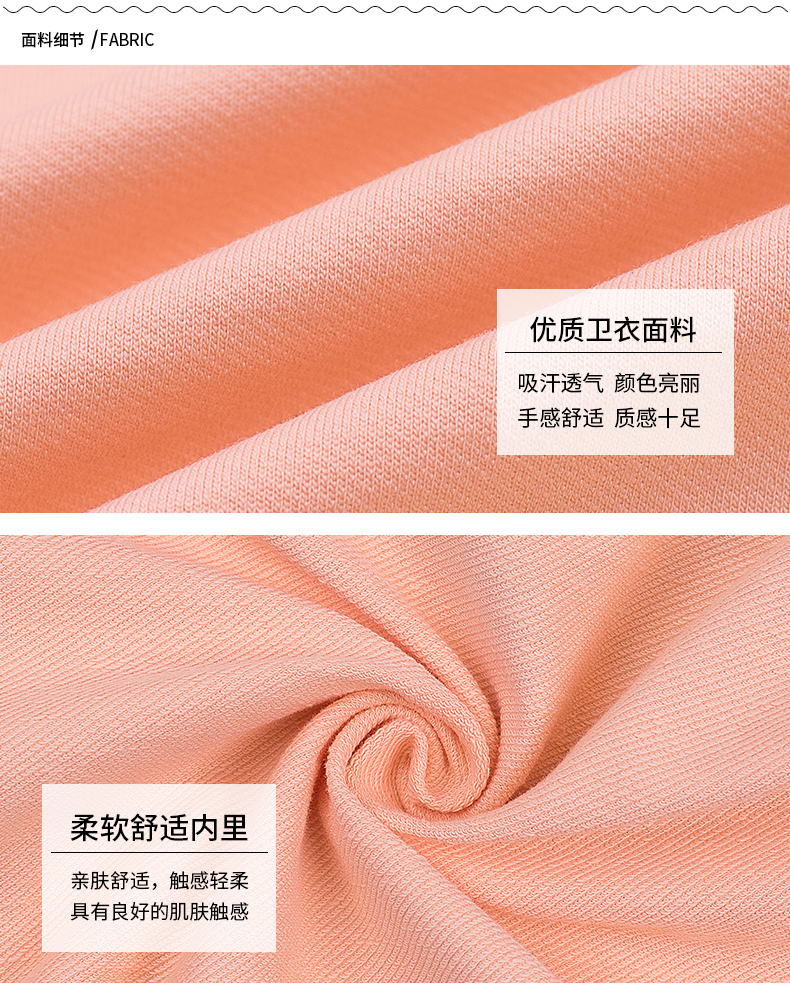 面料细节 /FABRIC
优质卫衣面料
吸汗透气 颜色亮丽
手感舒适 质感十足
柔软舒适内里
亲肤舒适，触感轻柔
具有良好的肌肤触感